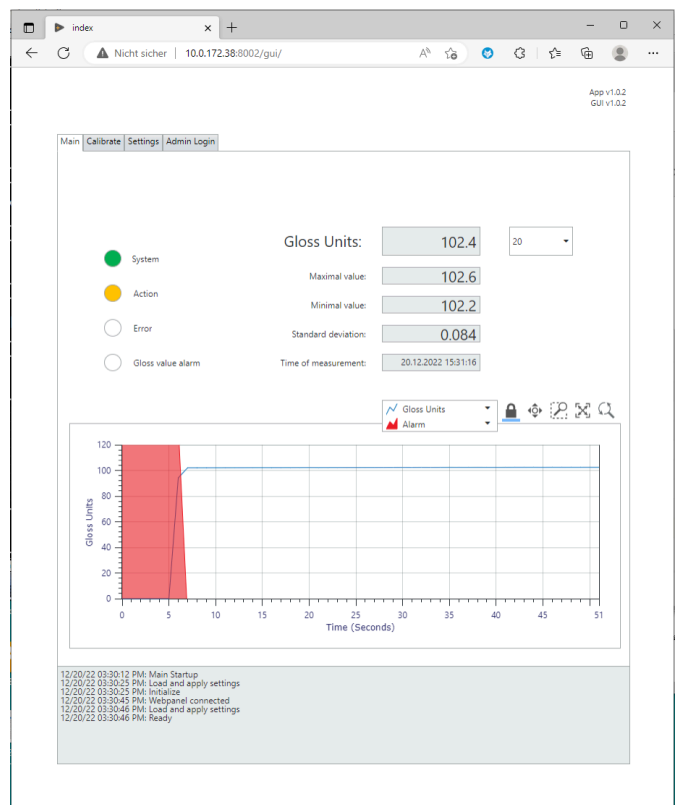 index
Nicht sicher | 10.0.172.38:8002/gui/
App v1.0.2
GUI v1.0.2
Main Calibrate Settings Admin Login
Gloss Units: 102.4 20
System
Maximal value: 102.6
Action
Minimal value: 102.2
Error
Standard deviation: 0.084
Gloss value alarm
Time of measurement: 20.12.2022 15:31:16
Gloss Units
Alarm
120
100
80
60
40
20
0
Gloss Units
0 5 10 15 20 25 30 35 40 45 51
Time (Seconds)
12/20/22 03:30:12 PM: Main Startup
12/20/22 03:30:25 PM: Load and apply settings
12/20/22 03:30:25 PM: Initialize
12/20/22 03:30:45 PM: Webpanel connected
12/20/22 03:30:46 PM: Load and apply settings
12/20/22 03:30:46 PM: Ready